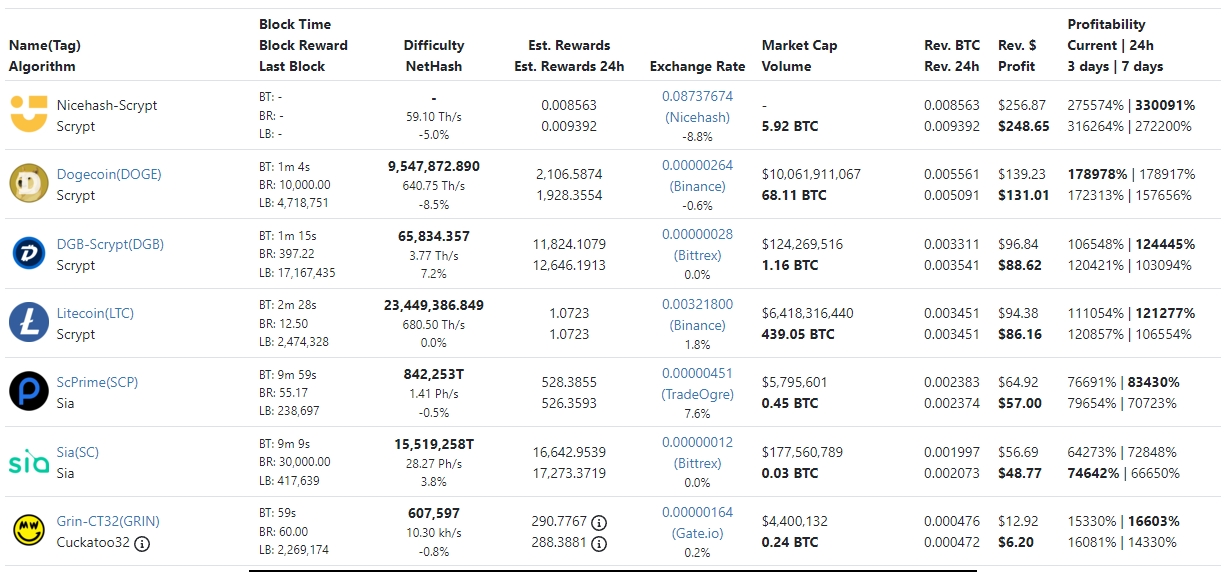 Name(Tag)
Algorithm
Block Time
Block Reward
Last Block
Difficulty
NetHash
Est. Rewards
Est. Rewards 24h
Exchange Rate
Market Cap
Volume
Rev. BTC
Rev. 24h
Rev. $
Profit
Profitability
Current | 24h
3 days | 7 days
Nicehash-Scrypt
Scrypt
BT: -
BR: -
LB: -
-
59.10 Th/s
-5.0%
0.008563
0.009392
0.08737674
(Nicehash)
-8.8%
-
5.92 BTC
0.008563
0.009392
$256.87
$248.65
275574% | 330091%
316264% | 272200%
Dogecoin(DOGE)
Scrypt
BT: 1m 4s
BR: 10,000.00
LB: 4,718,751
9,547,872.890
640.75 Th/s
-8.5%
2,106.5874
1,928.3554
0.00000264
(Binance)
-0.6%
$10,061,911,067
68.11 BTC
0.005561
0.005091
$139.23
$131.01
178978% | 178917%
172313% | 157656%
DGB-Scrypt(DGB)
Scrypt
BT: 1m 15s
BR: 397.22
LB: 17,167,435
65,834.357
3.77 Th/s
7.2%
11,824.1079
12,646.1913
0.00000028
(Bittrex)
0.0%
$124,269,516
1.16 BTC
0.003311
0.003541
$96.84
$88.62
106548% | 124445%
120421% | 103094%
Litecoin(LTC)
Scrypt
BT: 2m 28s
BR: 12.50
LB: 2,474,328
23,449,386.849
680.50 Th/s
0.0%
1.0723
1.0723
0.00321800
(Binance)
1.8%
$6,418,316,440
439.05 BTC
0.003451
0.003451
$94.38
$86.16
111054% | 121277%
120857% | 106554%
ScPrime(SCP)
Sia
BT: 9m 59s
BR: 55.17
LB: 238,697
842,253T
1.41 Ph/s
-0.5%
528.3855
526.3593
0.00000451
(TradeOgre)
7.6%
$5,795,601
0.45 BTC
0.002383
0.002374
$64.92
$57.00
76691% | 83430%
79654% | 70723%
sia
Sia(SC)
Sia
BT: 9m 9s
BR: 30,000.00
LB: 417,639
15,519,258T
28.27 Ph/s
3.8%
16,642.9539
17,273.3719
0.00000012
(Bittrex)
0.0%
$177,560,789
0.03 BTC
0.001997
0.002073
$56.69
$48.77
64273% | 72848%
74642% | 66650%
MW
Grin-CT32(GRIN)
Cuckatoo32
BT: 59s
BR: 60.00
LB: 2,269,174
607,597
10.30 kh/s
-0.8%
290.7767
288.3881
0.00000164
(Gate.io)
0.2%
$4,400,132
0.24 BTC
0.000476
0.000472
$12.92
$6.20
15330% | 16603%
16081% | 14330%